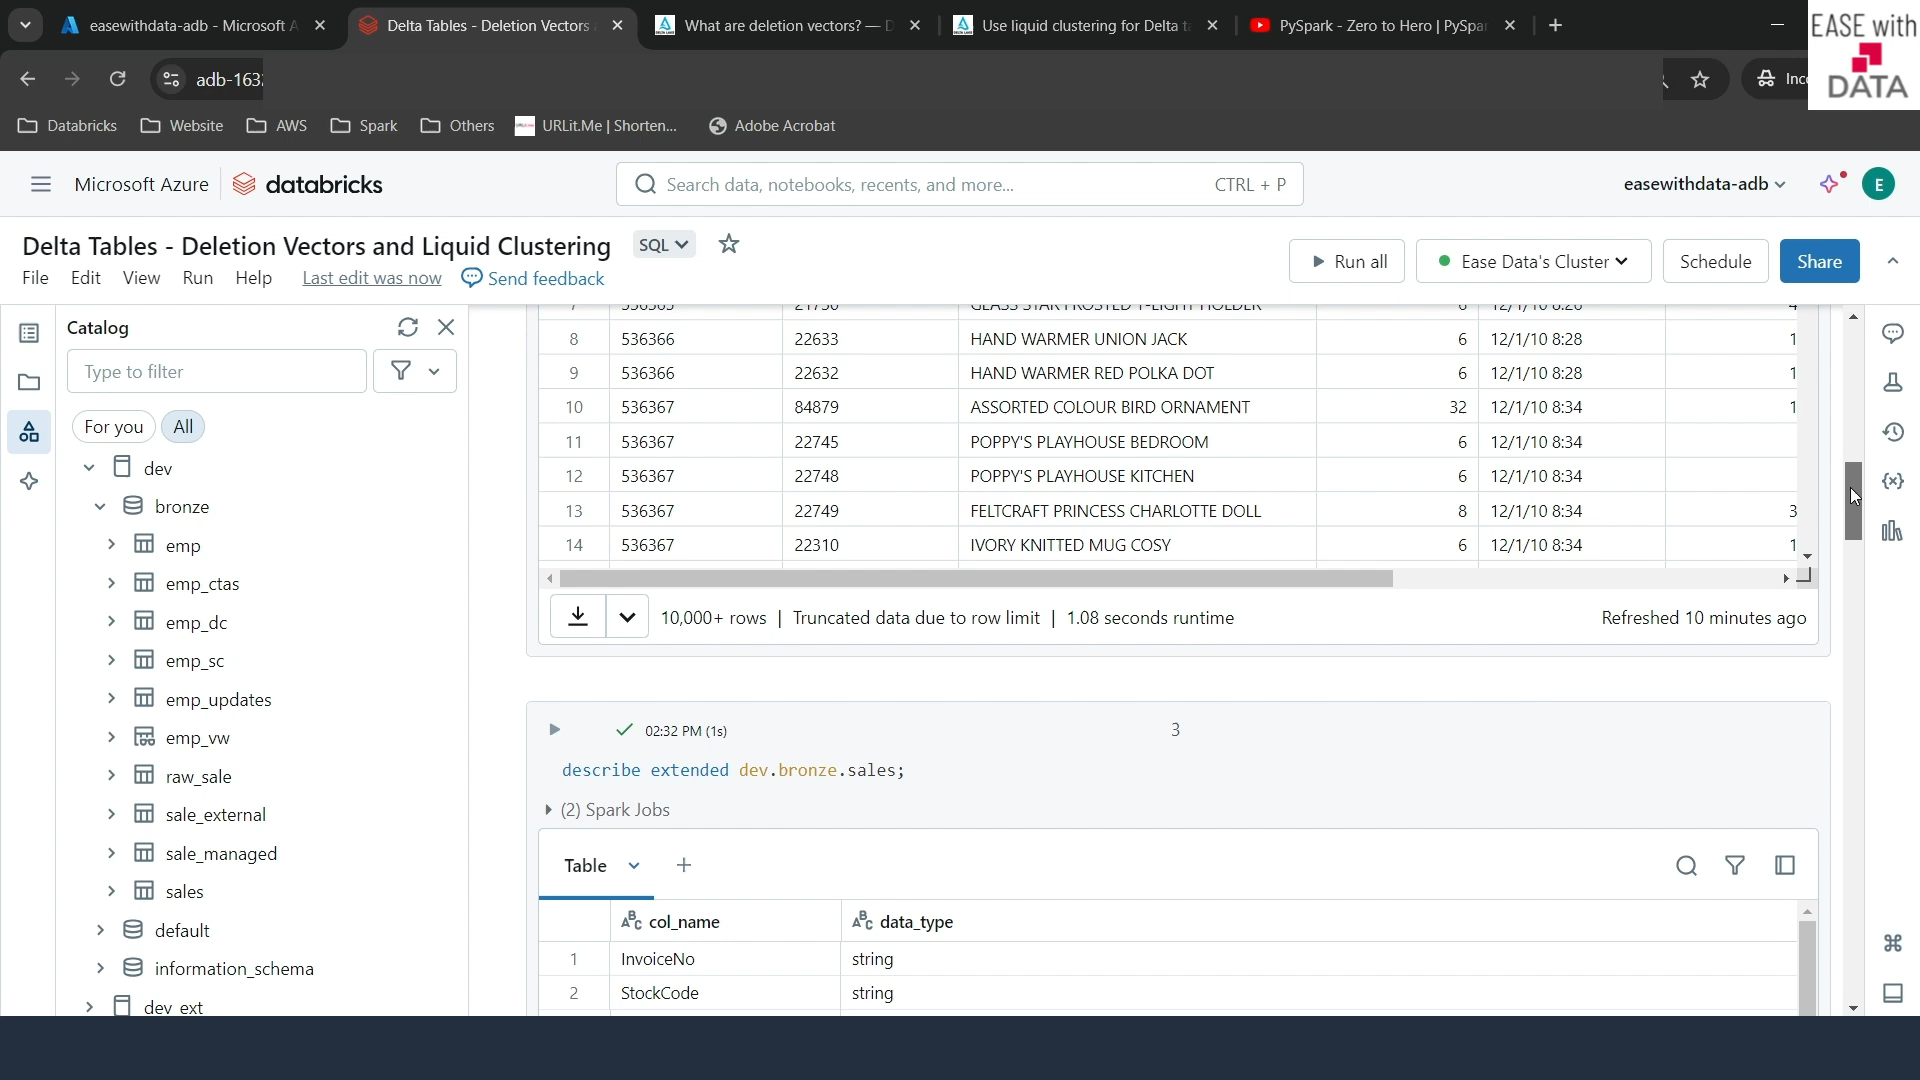 easewithdata-adb - Microsoft A
Delta Tables - Deletion Vectors
What are deletion vectors? — D
Use liquid clustering for Delta ta
PySpark - Zero to Hero | PySpar
EASE with
DATA
adb-163
Databricks
Website
AWS
Spark
Others
URLit.Me | Shorten...
Adobe Acrobat
Microsoft Azure
databricks
Search data, notebooks, recents, and more...
CTRL + P
easewithdata-adb
E
Delta Tables - Deletion Vectors and Liquid Clustering
SQL
File Edit View Run Help Last edit was now Send feedback
Run all
Ease Data's Cluster
Schedule
Share
Catalog
Type to filter
For you
All
dev
bronze
emp
emp_ctas
emp_dc
emp_sc
emp_updates
emp_vw
raw_sale
sale_external
sale_managed
sales
default
information_schema
dev_ext
8 536366 22633 HAND WARMER UNION JACK 6 12/1/10 8:28 1
9 536366 22632 HAND WARMER RED POLKA DOT 6 12/1/10 8:28 1
10 536367 84879 ASSORTED COLOUR BIRD ORNAMENT 32 12/1/10 8:34 1
11 536367 22745 POPPY'S PLAYHOUSE BEDROOM 6 12/1/10 8:34
12 536367 22748 POPPY'S PLAYHOUSE KITCHEN 6 12/1/10 8:34
13 536367 22749 FELTCRAFT PRINCESS CHARLOTTE DOLL 8 12/1/10 8:34 3
14 536367 22310 IVORY KNITTED MUG COSY 6 12/1/10 8:34 1
10,000+ rows | Truncated data due to row limit | 1.08 seconds runtime
Refreshed 10 minutes ago
02:32 PM (1s)
3
describe extended dev.bronze.sales;
(2) Spark Jobs
Table
col_name data_type
1 InvoiceNo string
2 StockCode string